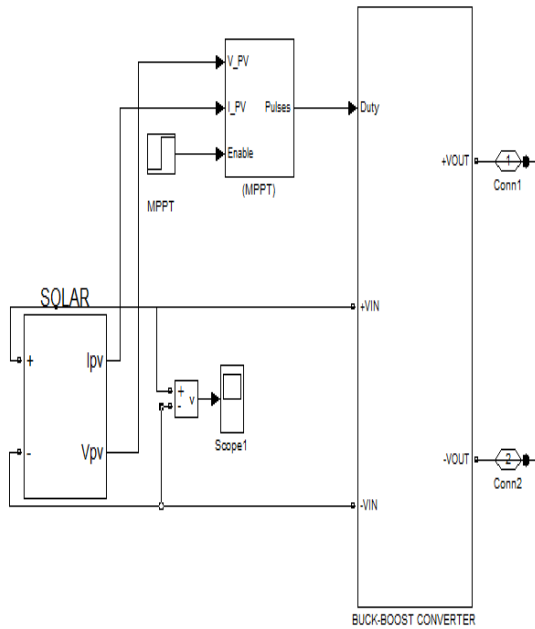 V_PV
I_PV
Pulses
Duty
Enable
+VOUT
1
MPPT
(MPPT)
Conn1
SOLAR
+VIN
+
Ipv
+
-
v
Scope1
-
Vpv
-VOUT
2
Conn2
-VIN
BUCK-BOOST CONVERTER